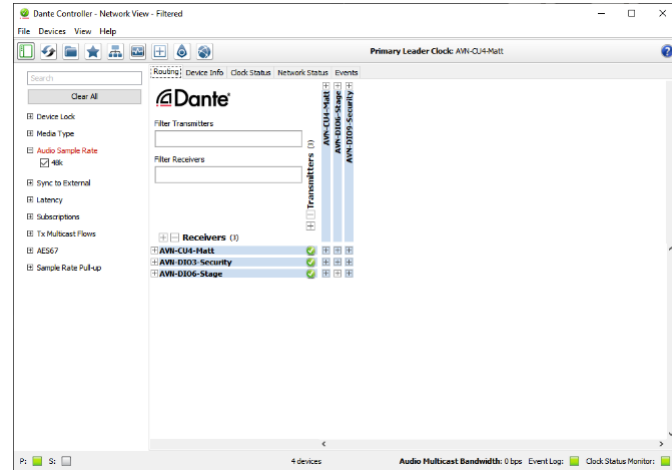 Dante Controller - Network View - Filtered
File Devices View Help
Primary Leader Clock: AVN-CU4-Matt
Search
Clear All
Device Lock
Media Type
Audio Sample Rate
48k
Sync to External
Latency
Subscriptions
Tx Multicast Flows
AES67
Sample Rate Pull-up
Routing Device Info Clock Status Network Status Events
Dante
Filter Transmitters
Filter Receivers
Transmitters (3)
AVN-CU4-Matt
AVN-DIO6-Stage
AVN-DIO3-Security
Receivers (3)
AVN-CU4-Matt
AVN-DIO3-Security
AVN-DIO6-Stage
P: S: 4 devices Audio Multicast Bandwidth: 0 bps Event Log: Clock Status Monitor: